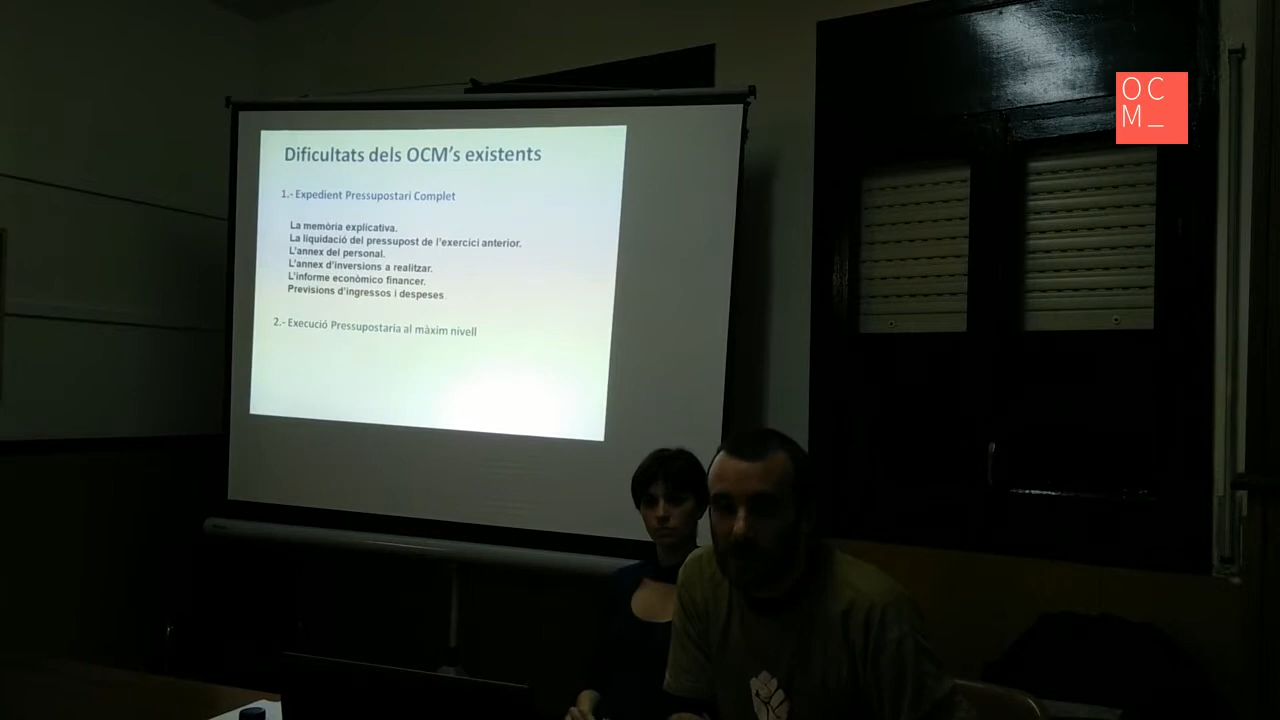 Dificultats dels OCM's existents
1.- Expedient Pressupostari Complet
La memòria explicativa.
La liquidació del pressupost de l'exercici anterior.
L'annex del personal.
L'annex d'inversions a realitzar.
L'informe econòmic financer.
Previsions d'ingressos i despeses
2.- Execució Pressupostaria al màxim nivell
OC
M_